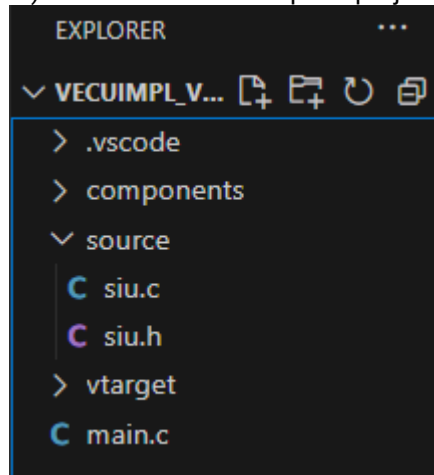 EXPLORER ...
VECUIMPL_V...
.vscode
components
source
C siu.c
C siu.h
vtarget
C main.c